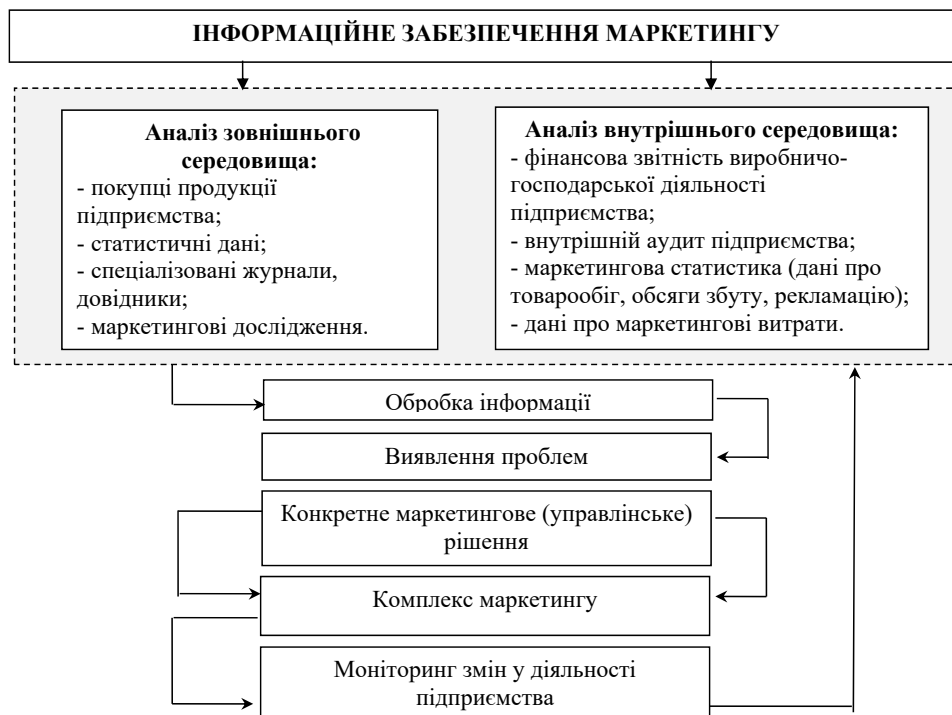 ІНФОРМАЦІЙНЕ ЗАБЕЗПЕЧЕННЯ МАРКЕТИНГУ
Аналіз зовнішнього
середовища:
- покупці продукції
підприємства;
- статистичні дані;
- спеціалізовані журнали,
довідники;
- маркетингові дослідження.
Аналіз внутрішнього середовища:
- фінансова звітність виробничо-
господарської діяльності
підприємства;
- внутрішній аудит підприємства;
- маркетингова статистика (дані про
товарообіг, обсяги збуту, рекламацію);
- дані про маркетингові витрати.
Обробка інформації
Виявлення проблем
Конкретне маркетингове (управлінське)
рішення
Комплекс маркетингу
Моніторинг змін у діяльності
підприємства